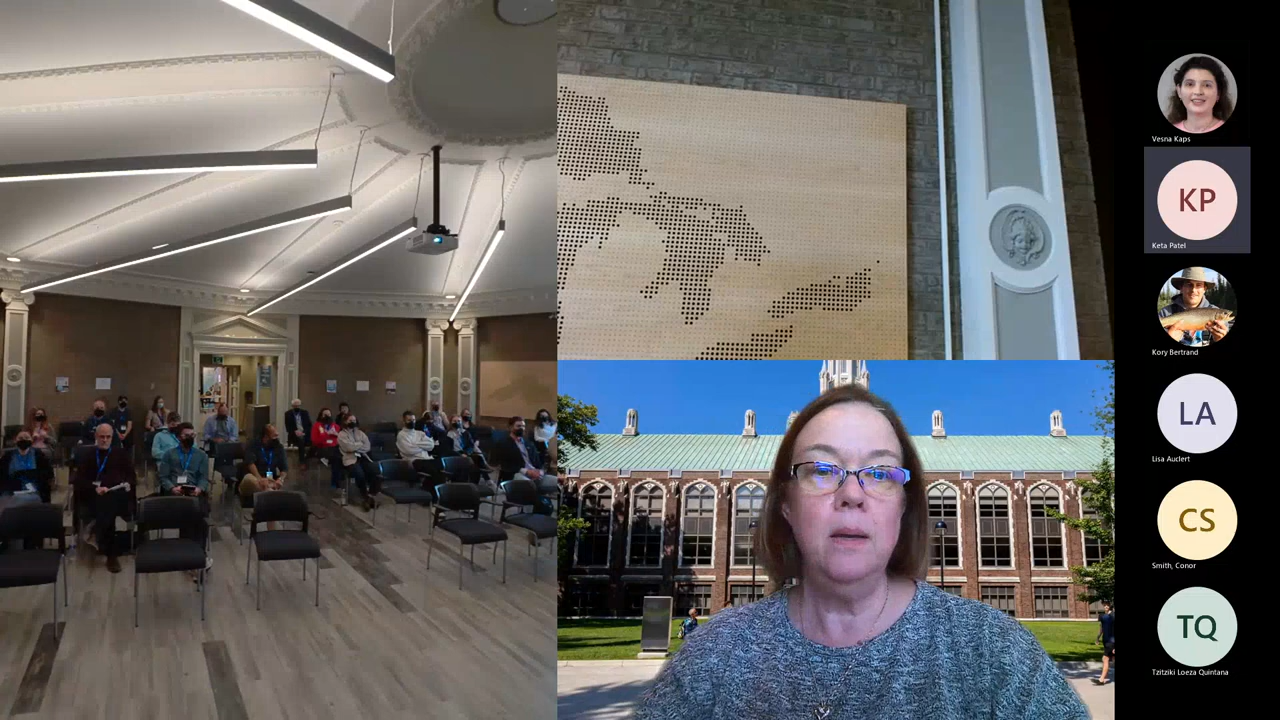 Vesna Kaps
KP
Keta Patel
Kory Bertrand
LA
Lisa Auclert
CS
Smith, Conor
TQ
Tzitziki Loeza Quintana